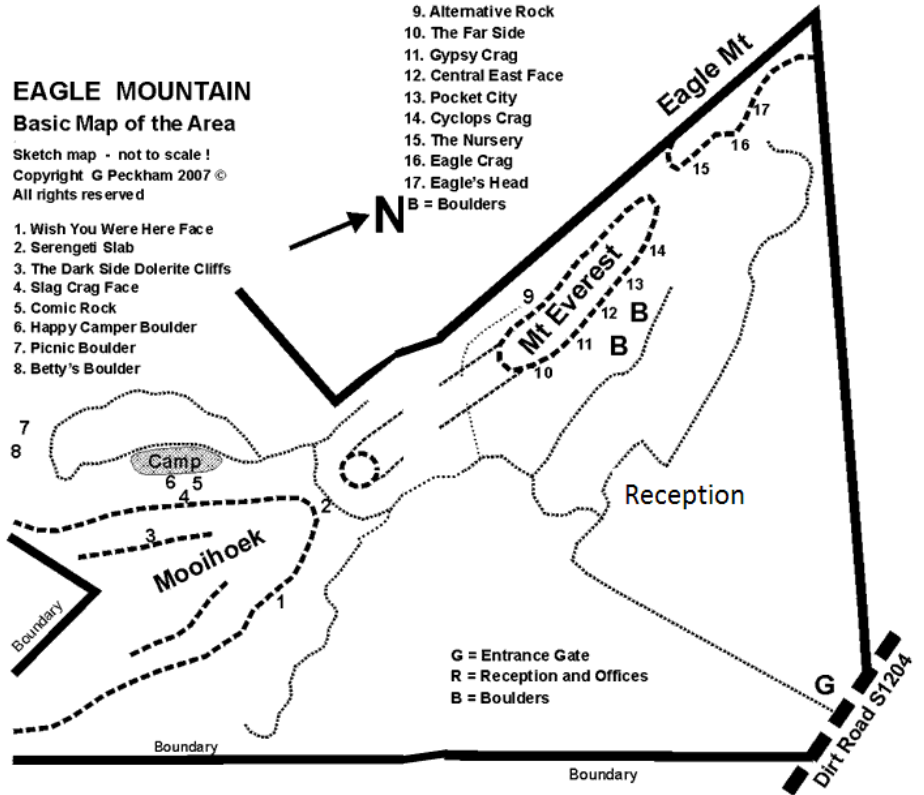 EAGLE MOUNTAIN
Basic Map of the Area
Sketch map - not to scale !
Copyright G Peckham 2007 ©
All rights reserved
1. Wish You Were Here Face
2. Serengeti Slab
3. The Dark Side Dolerite Cliffs
4. Slag Crag Face
5. Comic Rock
6. Happy Camper Boulder
7. Picnic Boulder
8. Betty's Boulder
9. Alternative Rock
10. The Far Side
11. Gypsy Crag
12. Central East Face
13. Pocket City
14. Cyclops Crag
15. The Nursery
16. Eagle Crag
17. Eagle's Head
B = Boulders
N
Eagle Mt
17
16
15
14
13
12
B
B
11
10
9
Mt Everest
7
8
Camp
6 5
4
2
3
Mooihoek
1
Reception
Boundary
G = Entrance Gate
R = Reception and Offices
B = Boulders
G
Dirt Road S1204
Boundary
Boundary